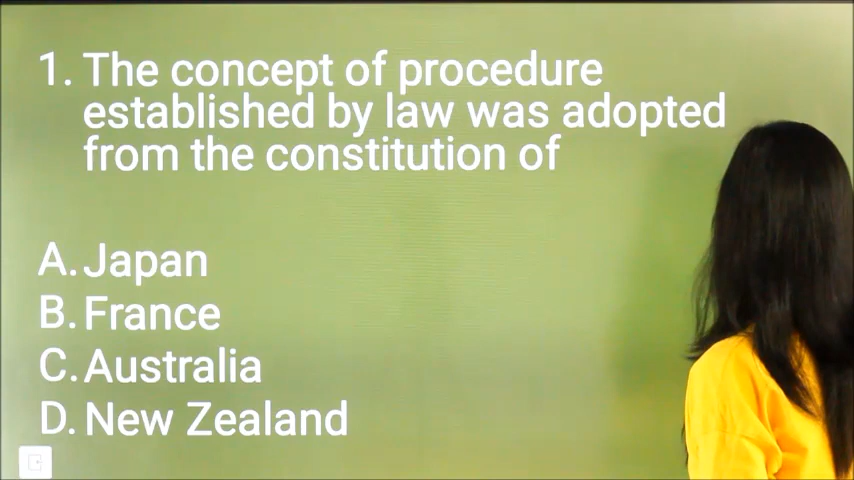 1. The concept of procedure
established by law was adopted
from the constitution of
A. Japan
B. France
C. Australia
D. New Zealand